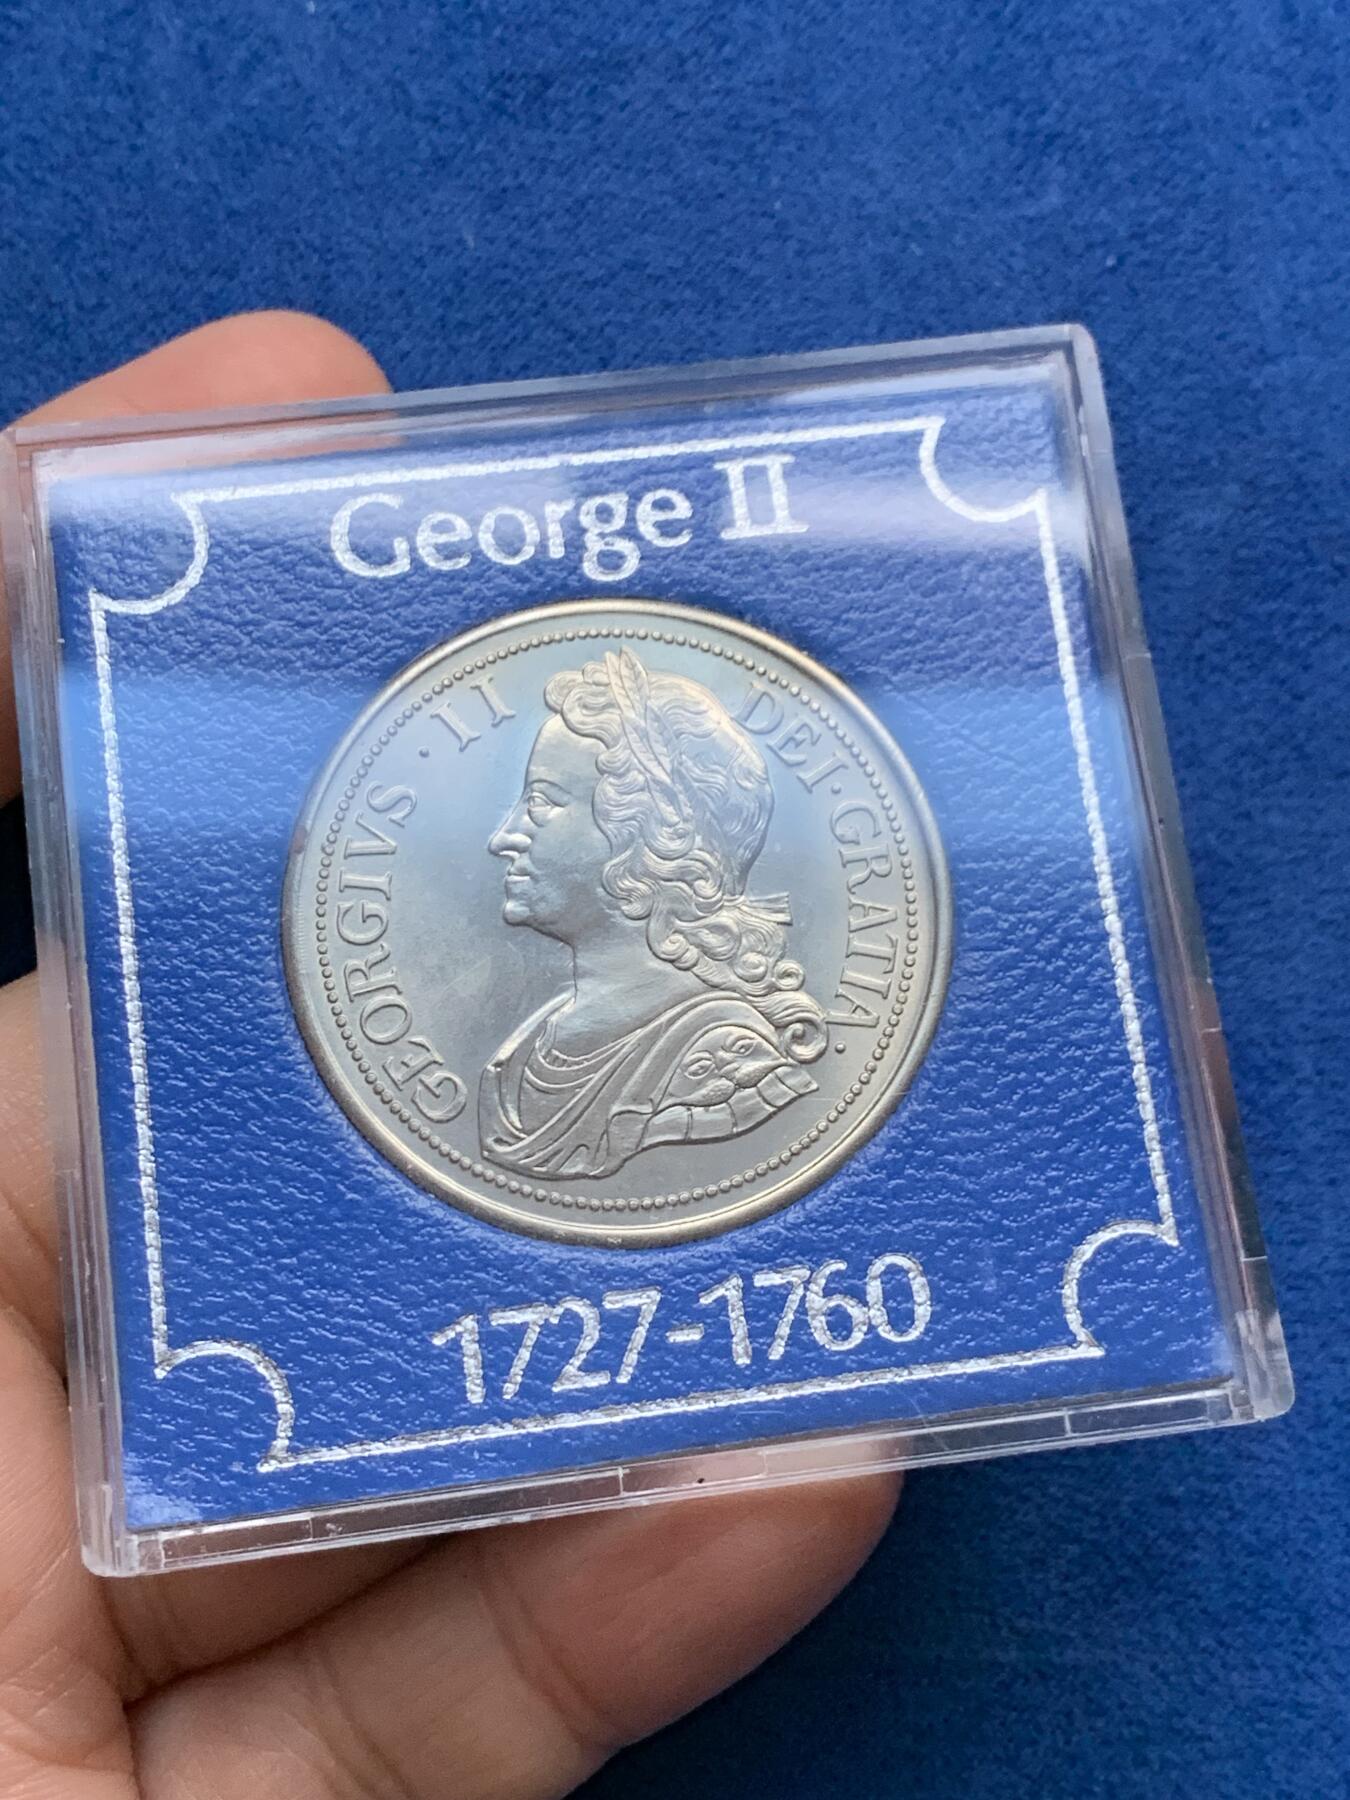 George II
GEORGIVS · II DEI · GRATIA ·
1727-1760